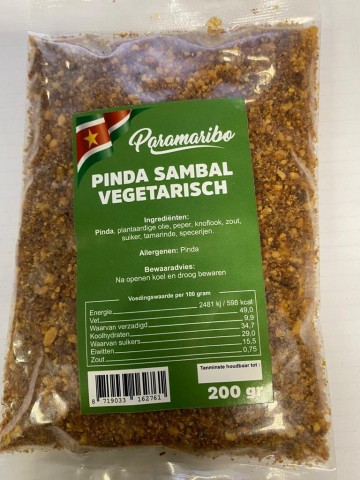 Paramaribo
PINDA SAMBAL
VEGETARISCH
Ingrediënten:
Pinda, plantaardige olie, peper, knoflook, zout,
suiker, tamarinde, specerijen.
Allergenen: Pinda
Bewaaradvies:
Na openen koel en droog bewaren
Voedingswaarde per 100 gram
Energie 2481 kj / 598 kcal
Vet 49,0
Waarvan verzadigd 9,9
Koolhydraten 34,7
Waarvan suikers 29,0
Eiwitten 15,5
Zout 0,75
Tenminste houdbaar tot :
8 719033 162761
200 gr